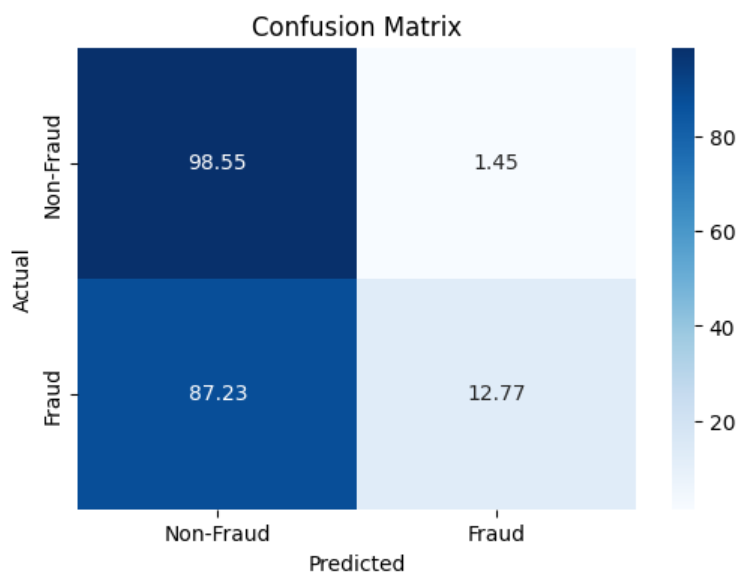 Confusion Matrix
Non-Fraud
98.55
1.45
80
60
Actual
40
Fraud
87.23
12.77
20
Non-Fraud
Fraud
Predicted